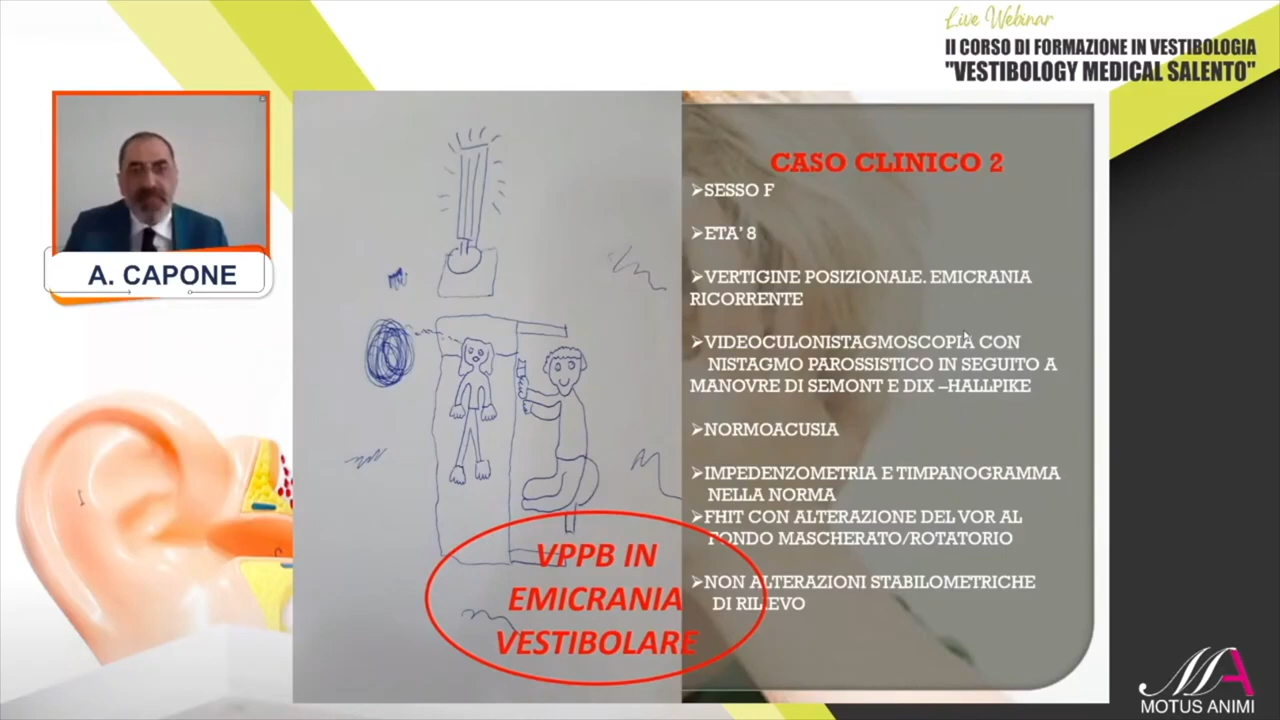 Live Webinar
II CORSO DI FORMAZIONE IN VESTIBOLOGIA
"VESTIBOLOGY MEDICAL SALENTO"
A. CAPONE
CASO CLINICO 2
➢SESSO F
➢ETA' 8
➢VERTIGINE POSIZIONALE. EMICRANIA
RICORRENTE
➢VIDEOCULONISTAGMOSCOPIA CON
NISTAGMO PAROSSISTICO IN SEGUITO A
MANOVRE DI SEMONT E DIX –HALLPIKE
➢NORMOACUSIA
➢IMPEDENZOMETRIA E TIMPANOGRAMMA
NELLA NORMA
➢FHIT CON ALTERAZIONE DEL VOR AL
FONDO MASCHERATO/ROTATORIO
➢NON ALTERAZIONI STABILOMETRICHE
DI RILIEVO
VPPB IN
EMICRANIA
VESTIBOLARE
MA
MOTUS ANIMI